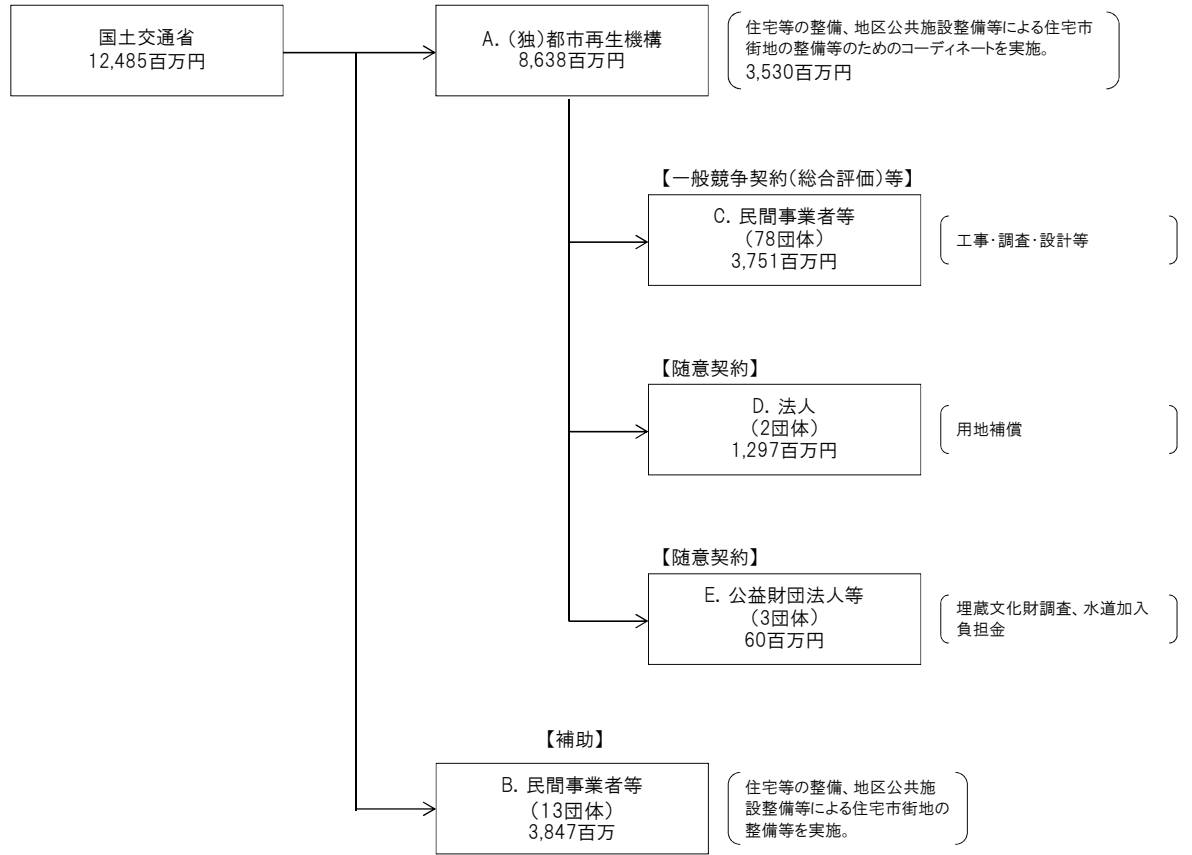 国土交通省
12,485百万円
A. (独)都市再生機構
8,638百万円
住宅等の整備、地区公共施設整備等による住宅市
街地の整備等のためのコーディネートを実施。
3,530百万円
【一般競争契約(総合評価)等】
C. 民間事業者等
(78団体)
3,751百万円
工事・調査・設計等
【随意契約】
D. 法人
(2団体)
1,297百万円
用地補償
【随意契約】
E. 公益財団法人等
(3団体)
60百万円
埋蔵文化財調査、水道加入
負担金
【補助】
B. 民間事業者等
(13団体)
3,847百万
住宅等の整備、地区公共施
設整備等による住宅市街地の
整備等を実施。